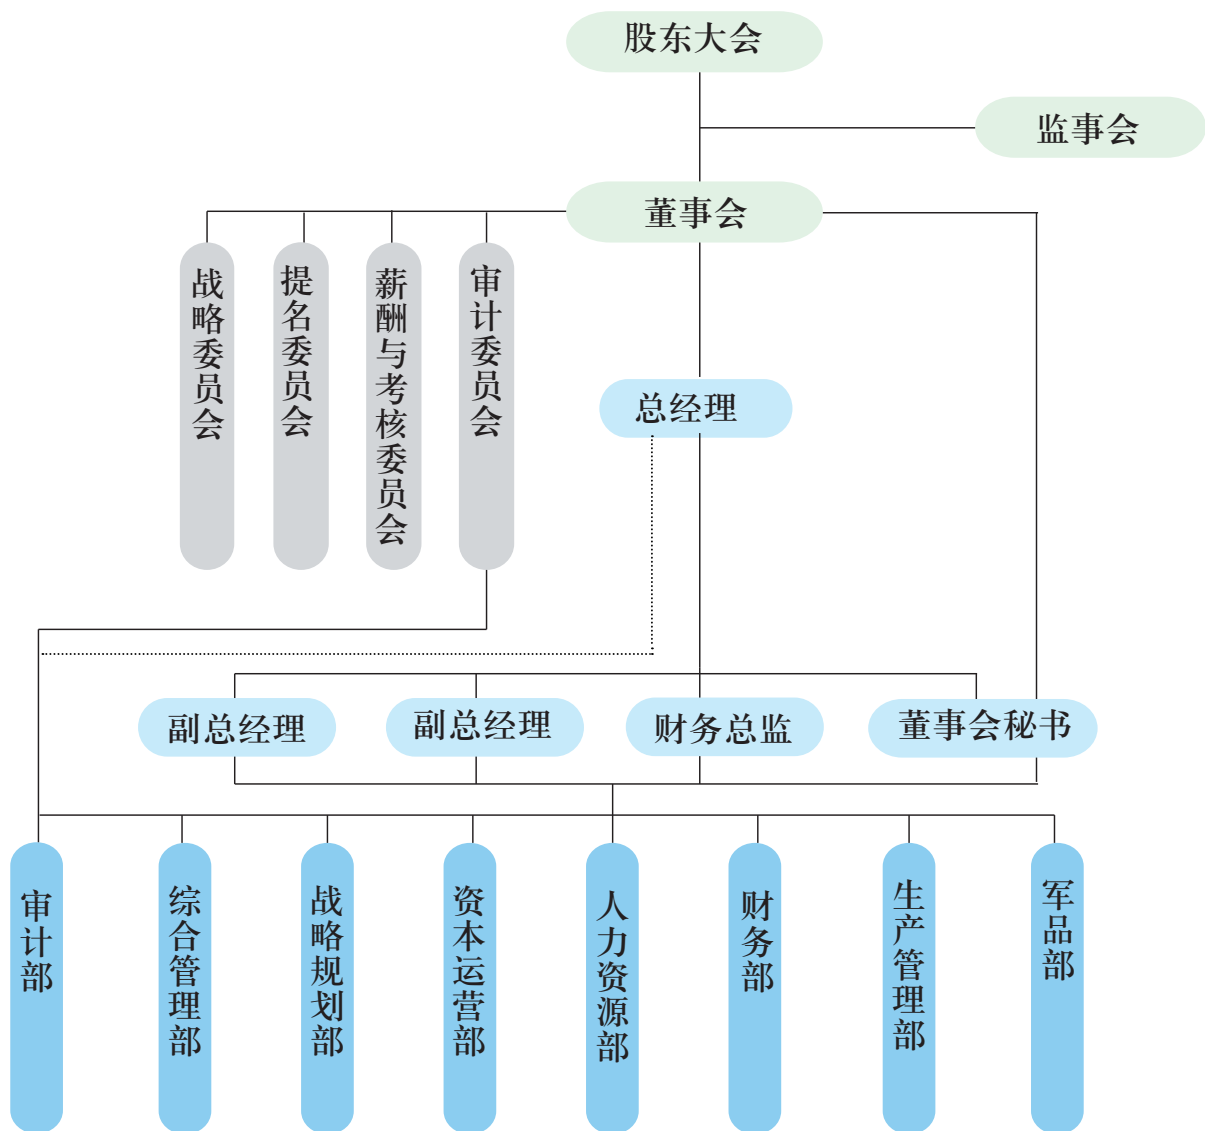 股东大会
监事会
董事会
战略委员会
提名委员会
薪酬与考核委员会
审计委员会
总经理
副总经理
副总经理
财务总监
董事会秘书
审计部
综合管理部
战略规划部
资本运营部
人力资源部
财务部
生产管理部
军品部